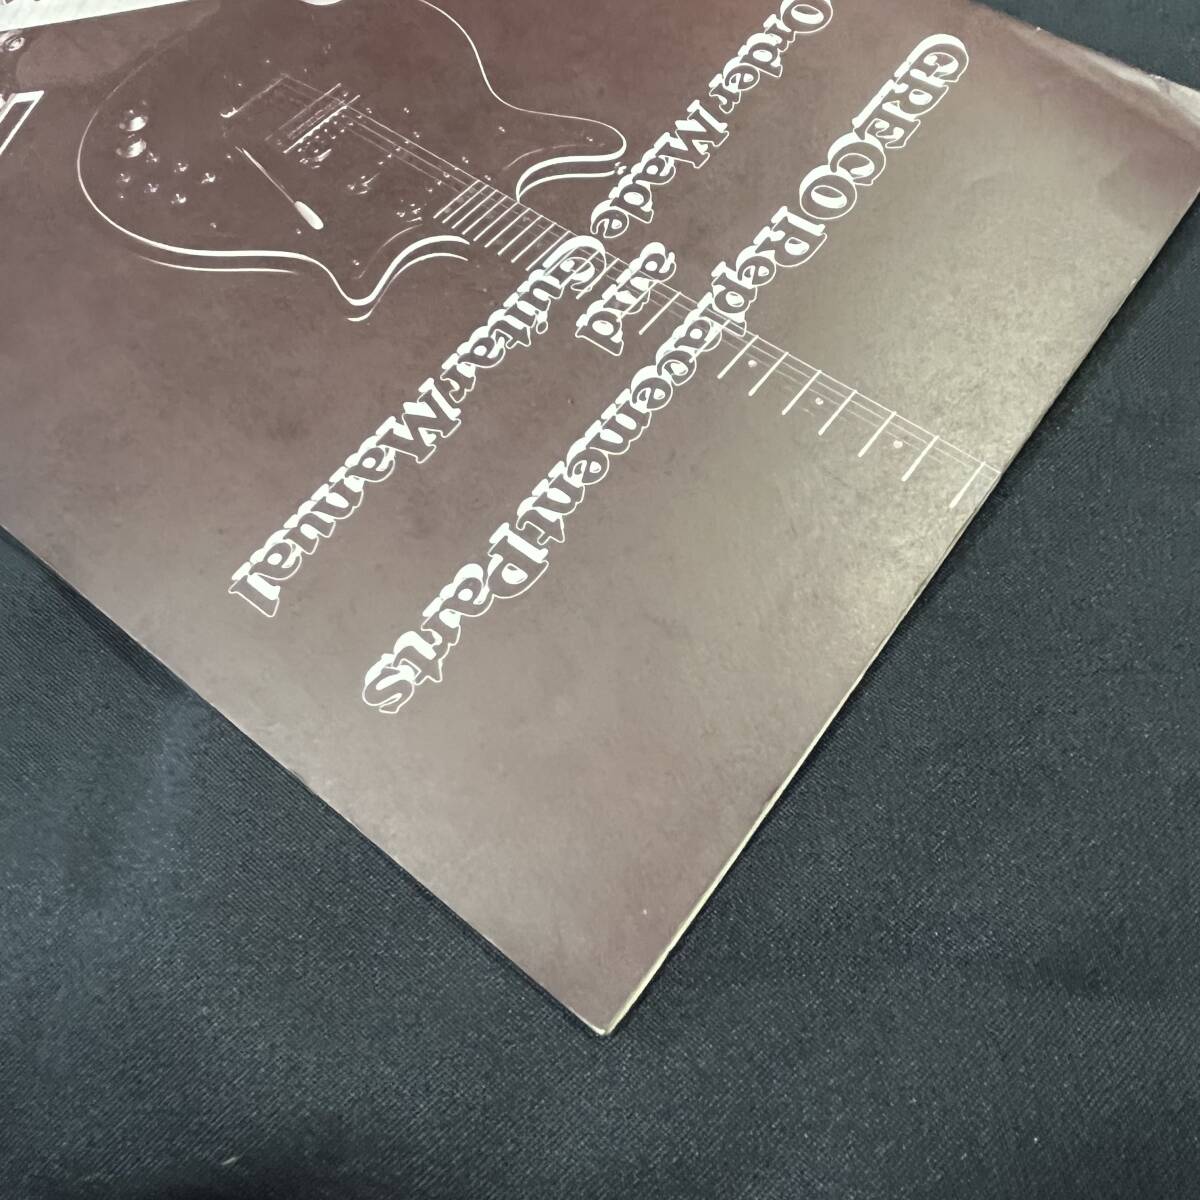 GRECO Replacement Parts
and
Order Made Guitar Manual